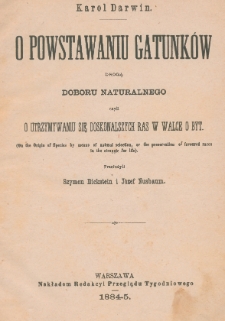 Karol Darwin.
O POWSTAWANIU GATUNKÓW
DROGĄ
DOBORU NATURALNEGO
czyli
O UTRZYMYWANIU SIĘ DOSKONALSZYCH RAS W WALCE O BYT.
(On the Origin of Species by means of natural selection, or the preservation of favoured races
in the struggle for life).
Przełożyli
Szymon Dickstein i Józef Nusbaum.
WARSZAWA
Nakładem Redakcyi Przeglądu Tygodniowego
1884-5.